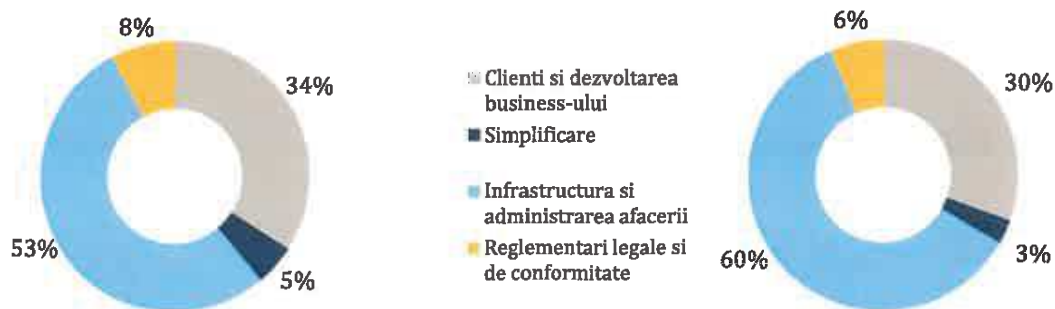 8%
34%
53%
5%
Clienti si dezvoltarea
business-ului
Simplificare
Infrastructura si
administrarea afacerii
Reglementari legale si
de conformitate
6%
30%
60%
3%